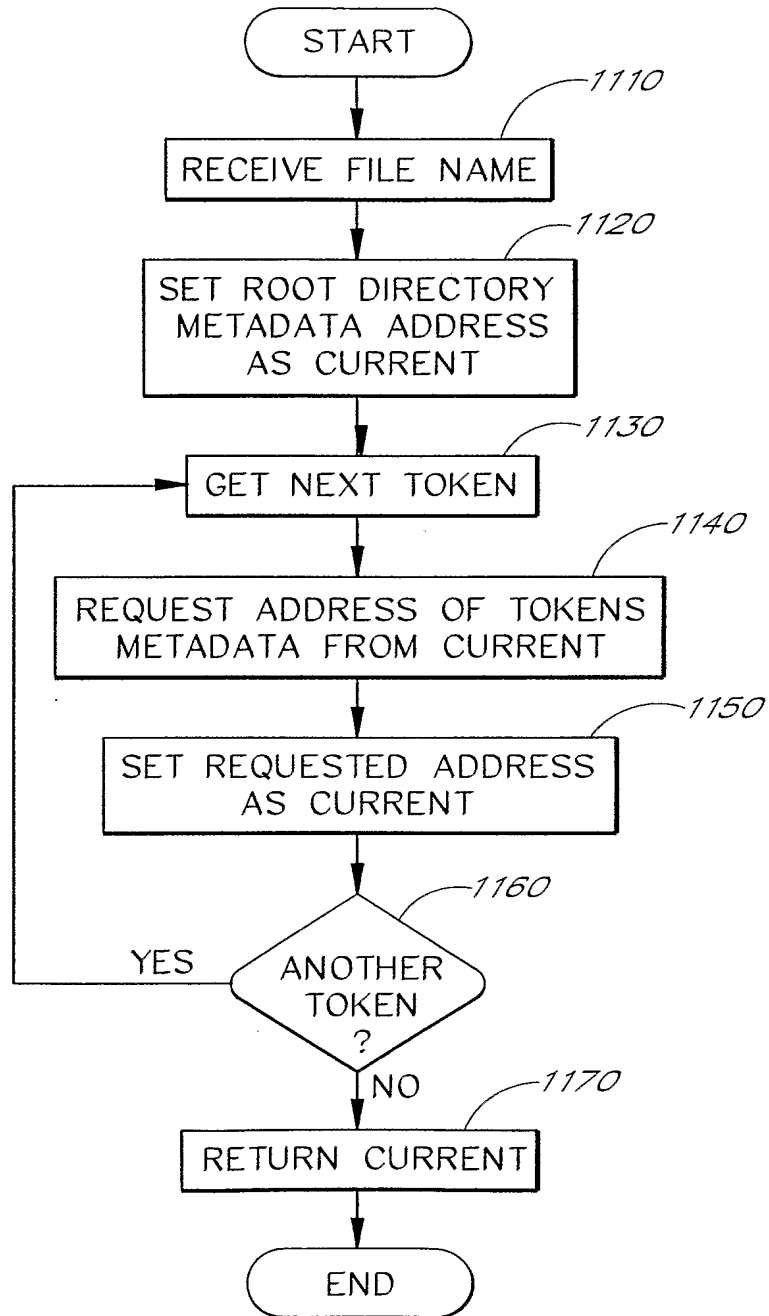 START
1110
RECEIVE FILE NAME
1120
SET ROOT DIRECTORY
METADATA ADDRESS
AS CURRENT
1130
GET NEXT TOKEN
1140
REQUEST ADDRESS OF TOKENS
METADATA FROM CURRENT
1150
SET REQUESTED ADDRESS
AS CURRENT
1160
YES
ANOTHER
TOKEN
?
NO
1170
RETURN CURRENT
END